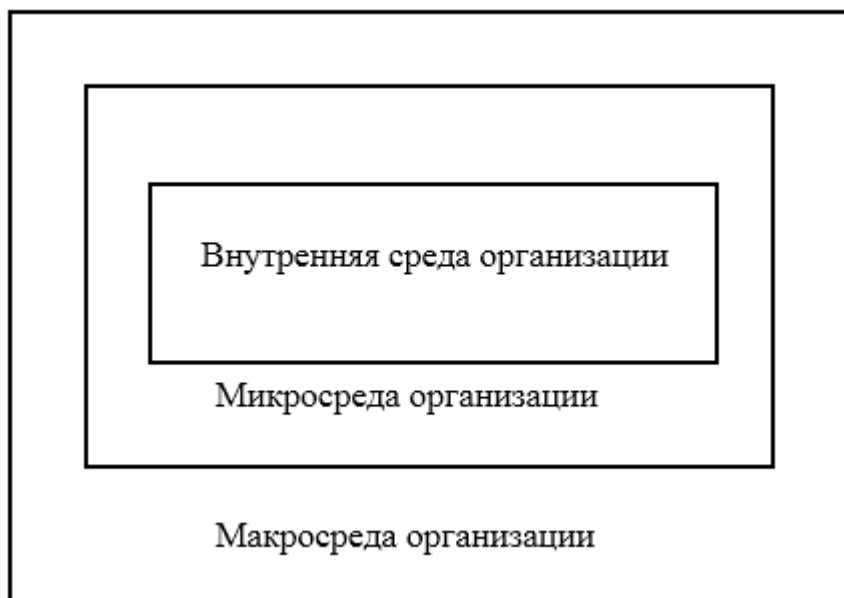 Внутренняя среда организации
Микросреда организации
Макросреда организации